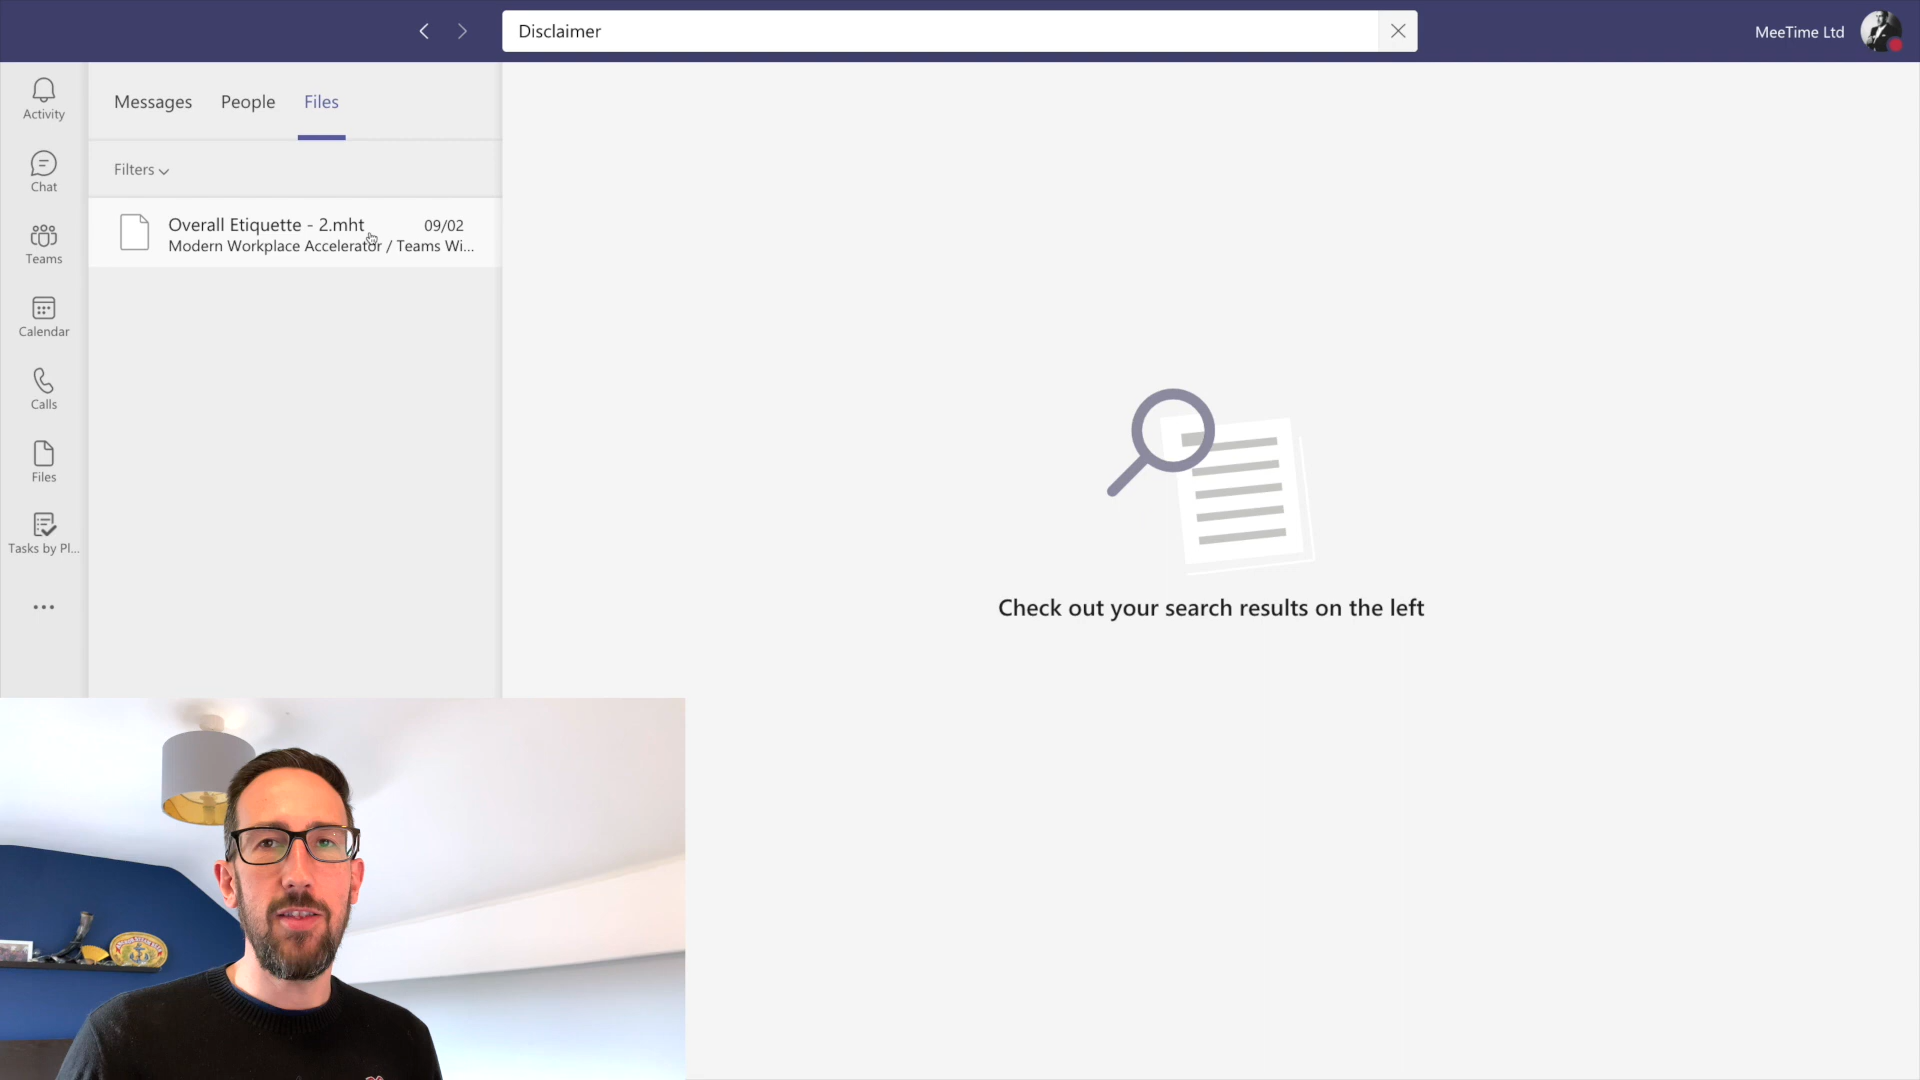 Disclaimer
MeeTime Ltd
Activity
Chat
Teams
Calendar
Calls
Files
Tasks by Pl...
Messages People Files
Filters
Overall Etiquette - 2.mht 09/02
Modern Workplace Accelerator / Teams Wi...
Check out your search results on the left